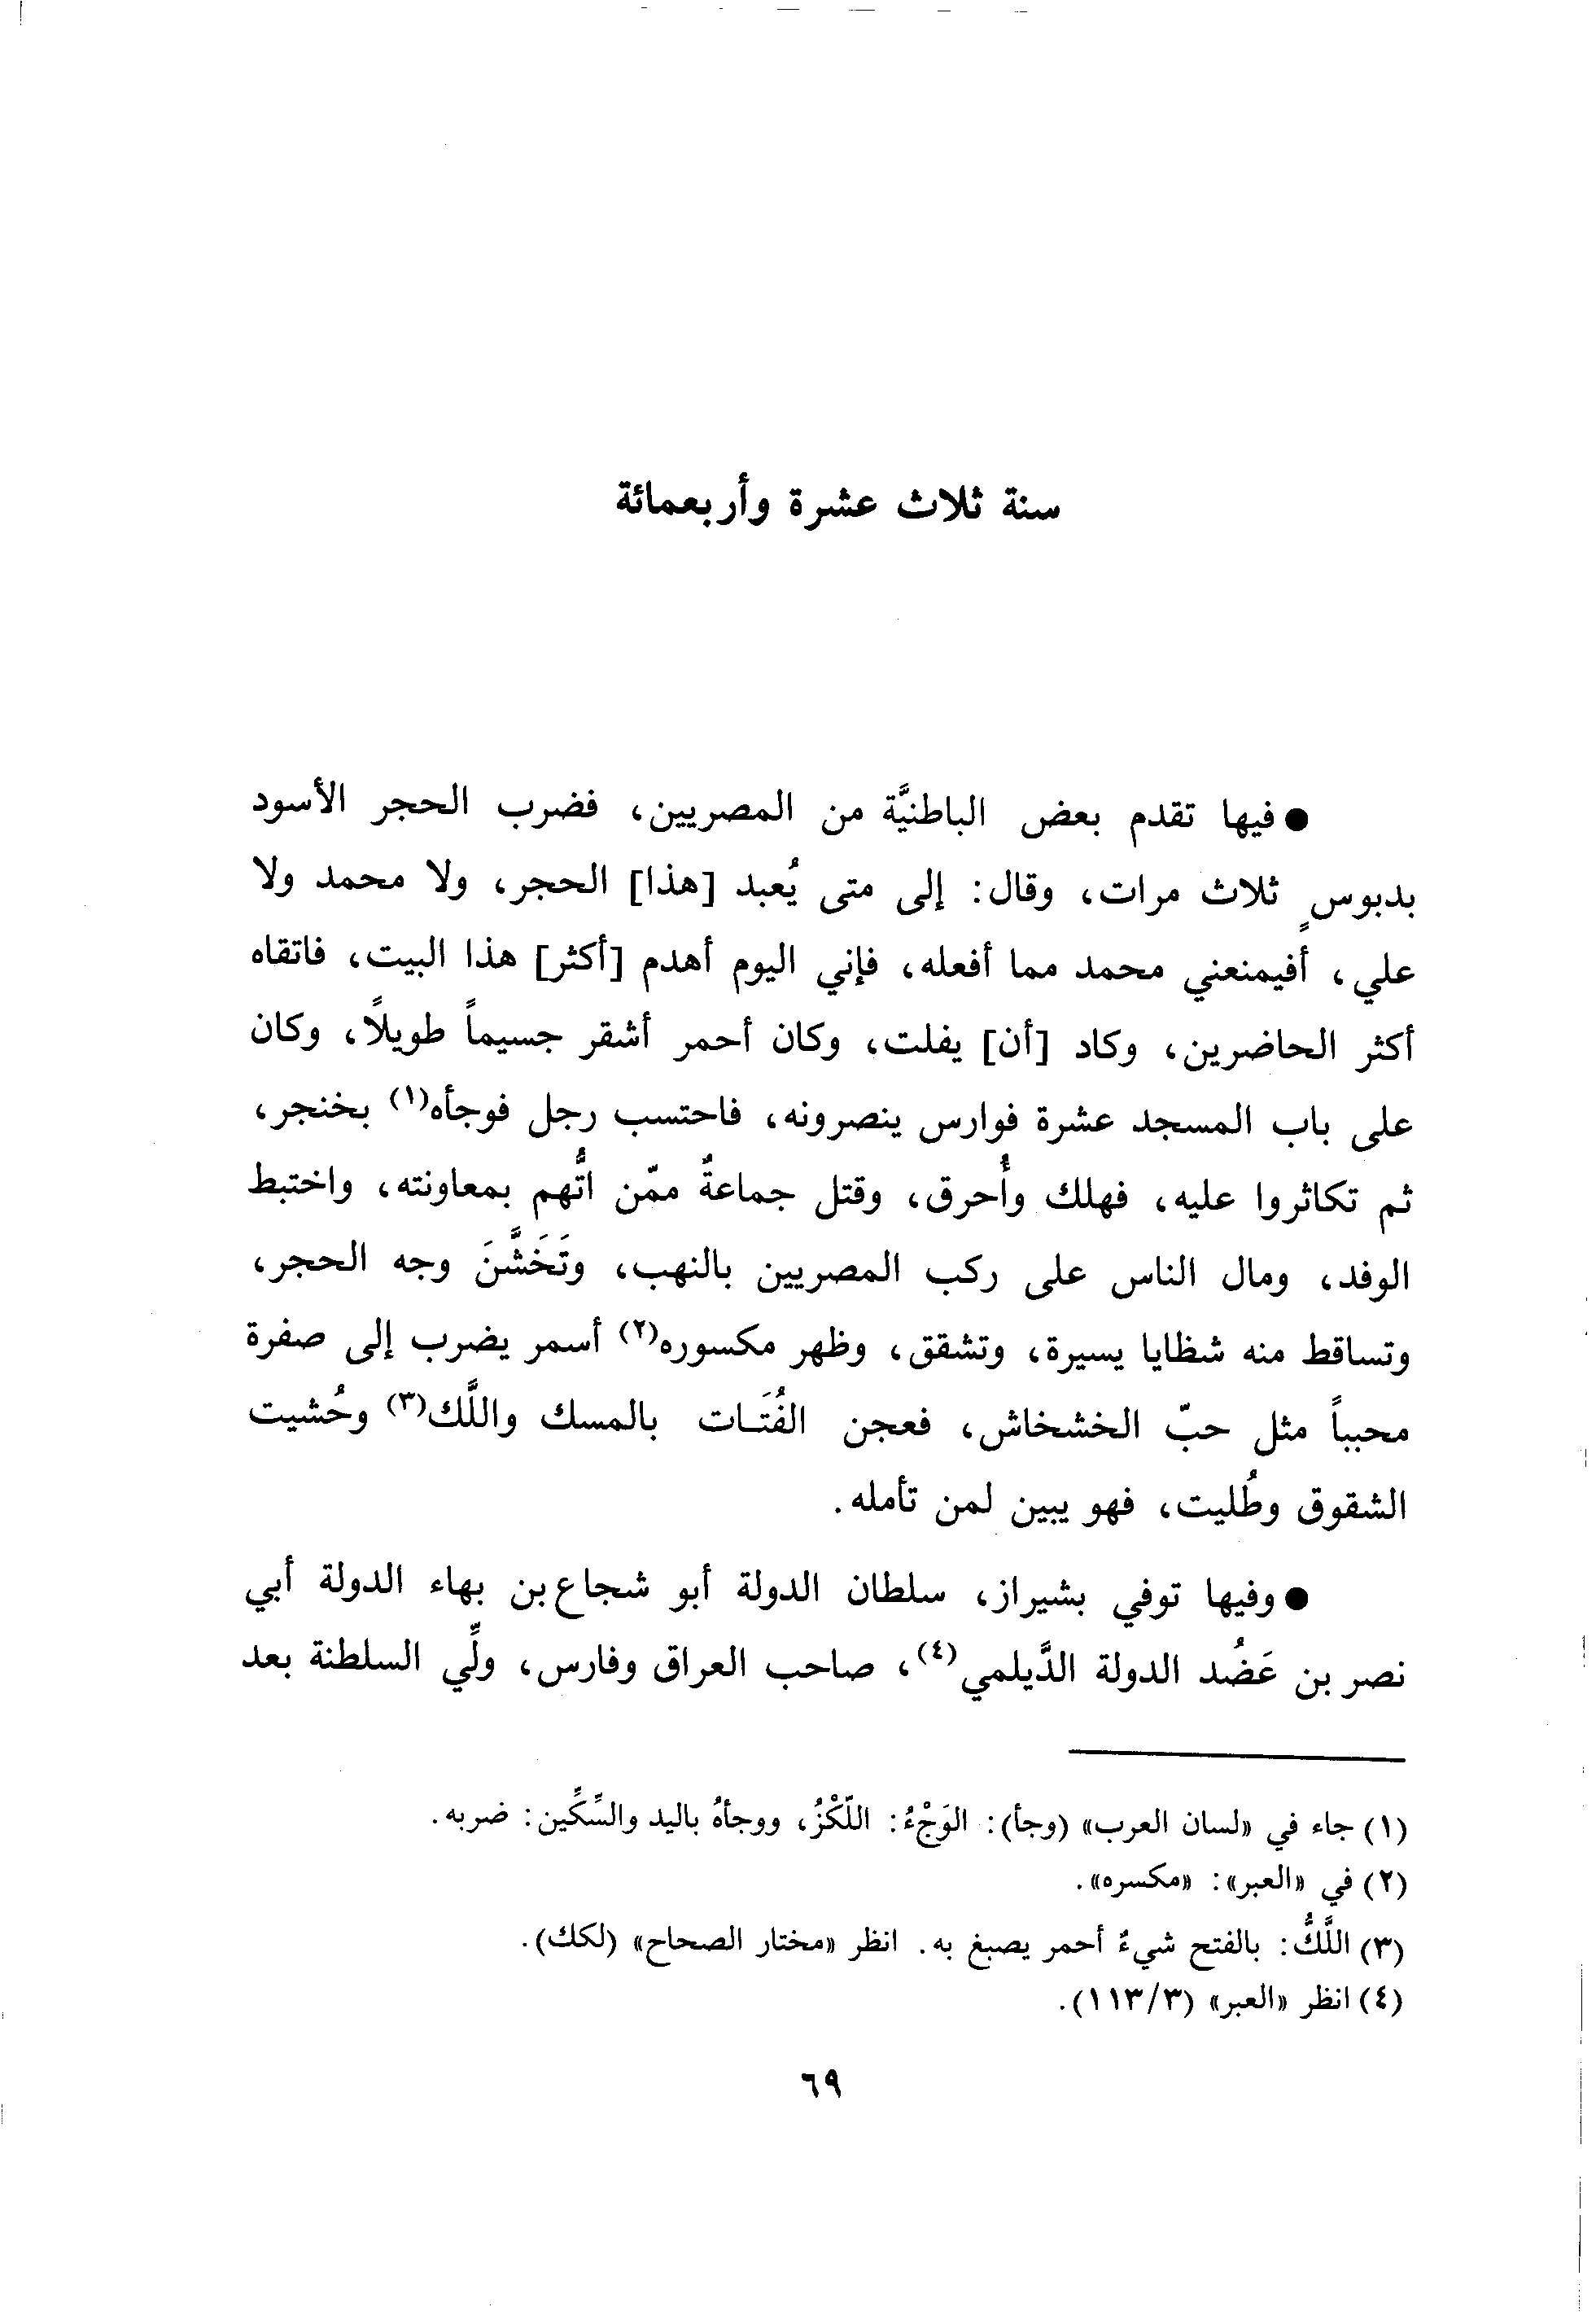 سنة ثلاث عشرة وأربعمائة
● فيها تقدم بعض الباطنيَّة من المصريين، فضرب الحجر الأسود
بدبوسٍ ثلاث مرات، وقال: إلى متى يُعبد [هذا] الحجر، ولا محمد ولا
علي، أفيمنعني محمد مما أفعله، فإني اليوم أهدم [أكثر] هذا البيت، فاتقاه
أكثر الحاضرين، وكاد [أن] يفلت، وكان أحمر أشقر جسيماً طويلاً، وكان
على باب المسجد عشرة فوارس ينصرونه، فاحتسب رجل فوجأه(١) بخنجر،
ثم تكاثروا عليه، فهلك وأُحرق، وقتل جماعةٌ ممّن اتُّهم بمعاونته، واختبط
الوفد، ومال الناس على ركب المصريين بالنهب، وتَخَشَّنَ وجه الحجر،
وتساقط منه شظايا يسيرة، وتشقق، وظهر مكسوره(٢) أسمر يضرب إلى صفرة
محبباً مثل حبّ الخشخاش، فعجن الفُتَـات بالمسك واللَّك(٣) وحُشيت
الشقوق وطُليت، فهو يبين لمن تأمله.
● وفيها توفي بشيراز، سلطان الدولة أبو شجاع بن بهاء الدولة أبي
نصر بن عَضُد الدولة الدَّيلمي(٤)، صاحب العراق وفارس، ولِّي السلطنة بعد
(١) جاء في «لسان العرب» (وجأ): الوَجْءُ: اللّكْزُ، ووجأهُ باليد والسِّكِّين: ضربه.
(٢) في «العبر»: «مكسره».
(٣) اللَّكُّ: بالفتح شيءٌ أحمر يصبغ به. انظر «مختار الصحاح» (لكك).
(٤) انظر «العبر» (١١٣/٣).
٦٩